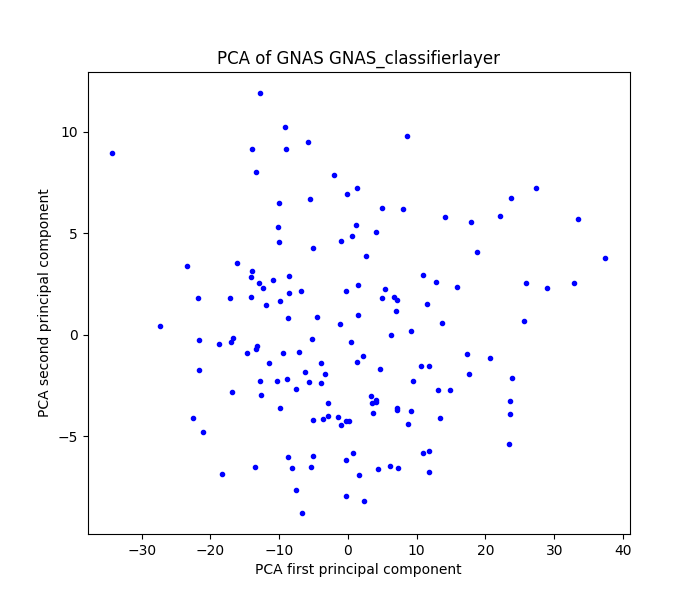 PCA of GNAS GNAS_classifierlayer
10
5
0
−5
PCA second principal component
−30 −20 −10 0 10 20 30 40
PCA first principal component